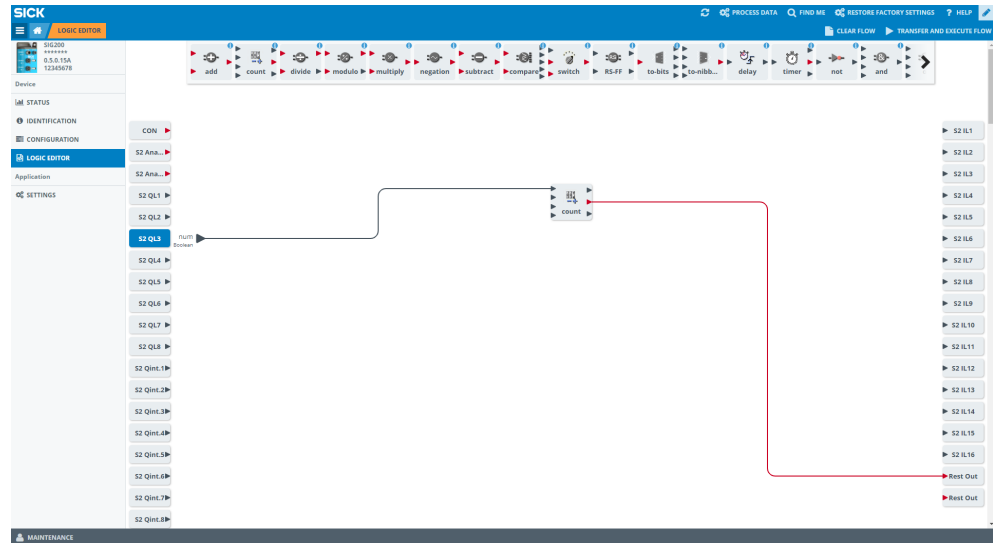 SICK
PROCESS DATA
FIND ME
RESTORE FACTORY SETTINGS
? HELP
LOGIC EDITOR
CLEAR FLOW
TRANSFER AND EXECUTE FLOW
SIG200
*******
0.5.0.15A
12345678
Device
STATUS
IDENTIFICATION
CONFIGURATION
LOGIC EDITOR
Application
SETTINGS
add
count
divide
modulo
multiply
negation
subtract
compare
switch
RS-FF
to-bits
to-nibb...
delay
timer
not
and
CON
S2 Ana...
S2 Ana...
S2 QL1
S2 QL2
S2 QL3
num
Boolean
S2 QL4
S2 QL5
S2 QL6
S2 QL7
S2 QL8
S2 Qint.1
S2 Qint.2
S2 Qint.3
S2 Qint.4
S2 Qint.5
S2 Qint.6
S2 Qint.7
S2 Qint.8
count
S2 IL1
S2 IL2
S2 IL3
S2 IL4
S2 IL5
S2 IL6
S2 IL7
S2 IL8
S2 IL9
S2 IL10
S2 IL11
S2 IL12
S2 IL13
S2 IL14
S2 IL15
S2 IL16
Rest Out
Rest Out
MAINTENANCE